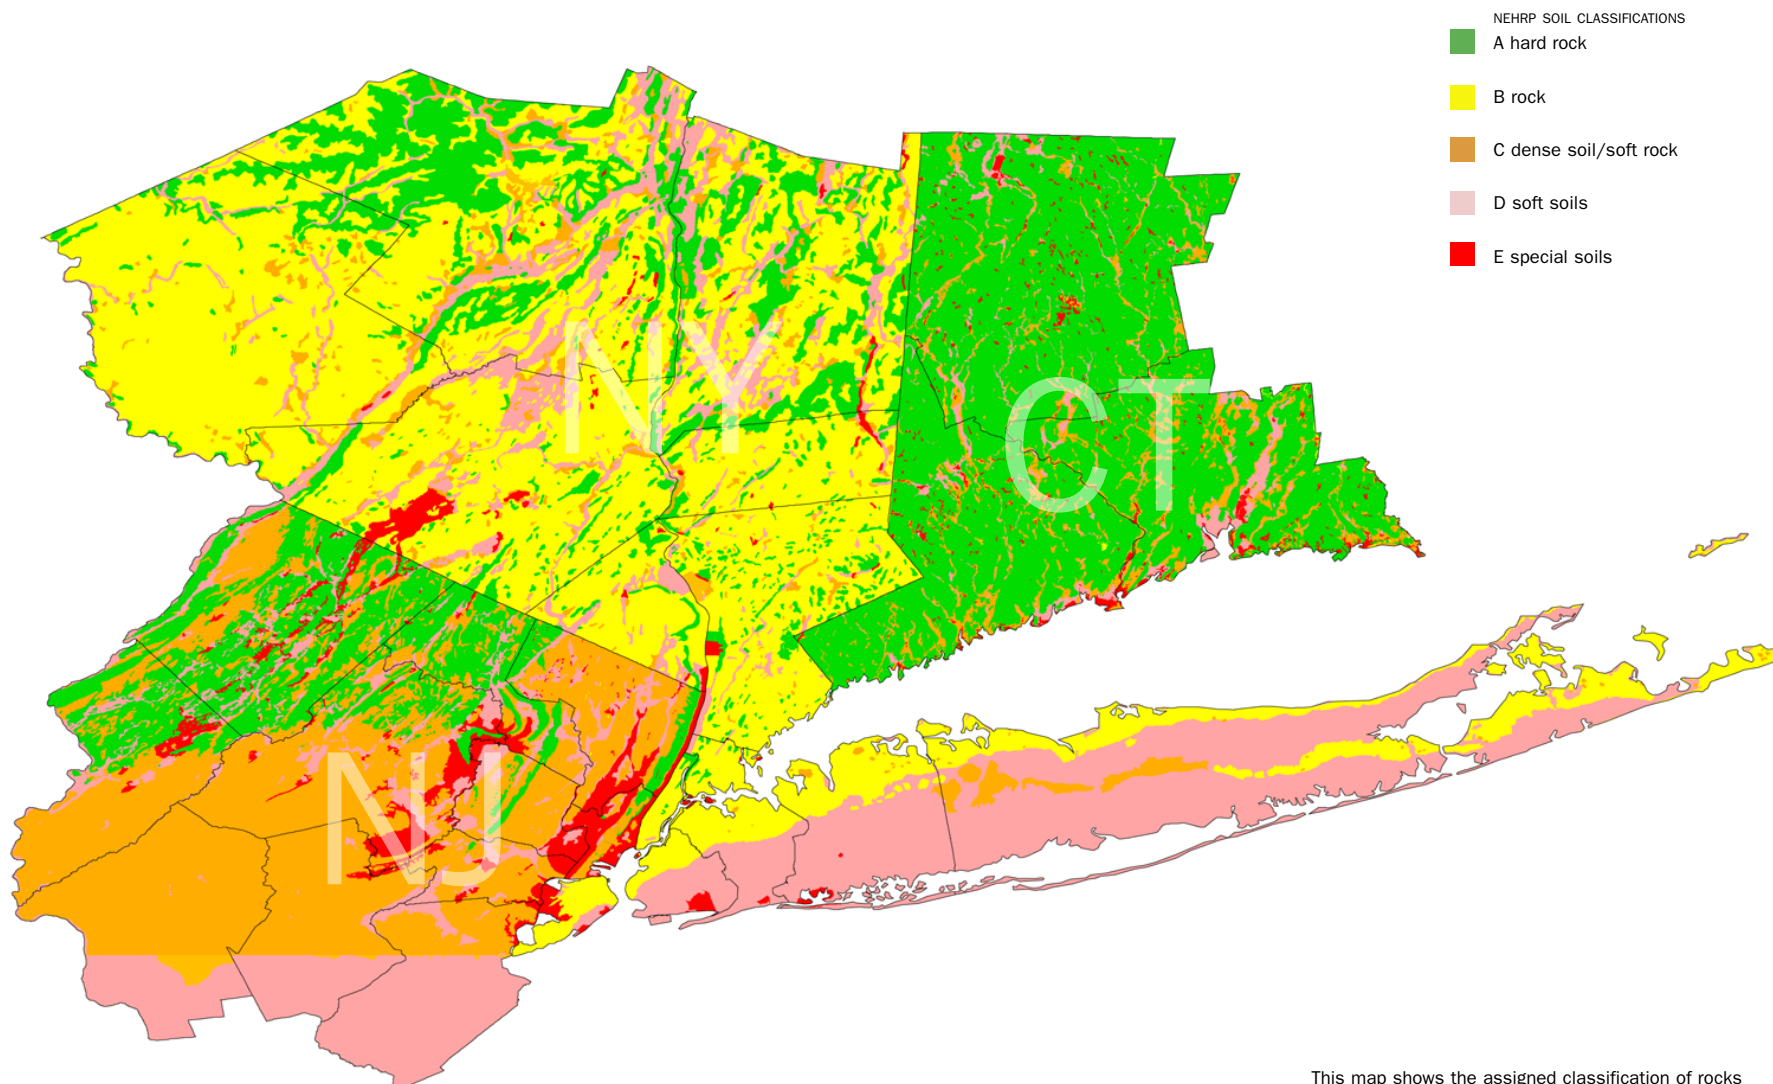 NEHRP SOIL CLASSIFICATIONS
A hard rock
B rock
C dense soil/soft rock
D soft soils
E special soils
NY
CT
NJ
This map shows the assigned classification of rocks